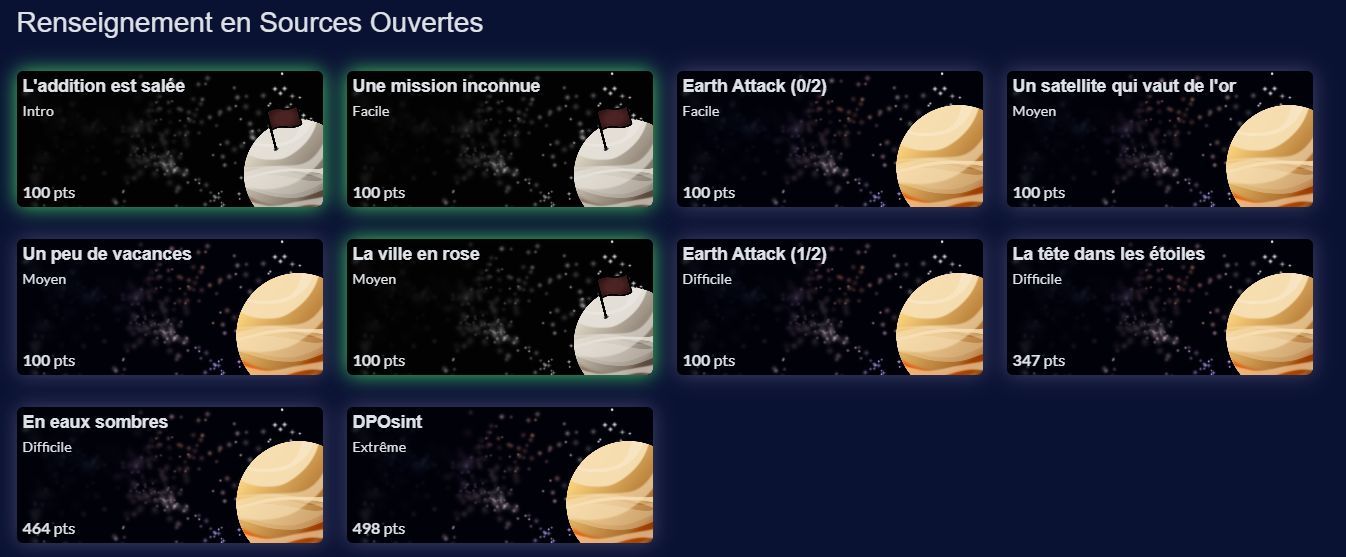 Renseignement en Sources Ouvertes
L'addition est salée
Intro
100 pts
Une mission inconnue
Facile
100 pts
Earth Attack (0/2)
Facile
100 pts
Un satellite qui vaut de l'or
Moyen
100 pts
Un peu de vacances
Moyen
100 pts
La ville en rose
Moyen
100 pts
Earth Attack (1/2)
Difficile
100 pts
La tête dans les étoiles
Difficile
347 pts
En eaux sombres
Difficile
464 pts
DPOsint
Extrême
498 pts